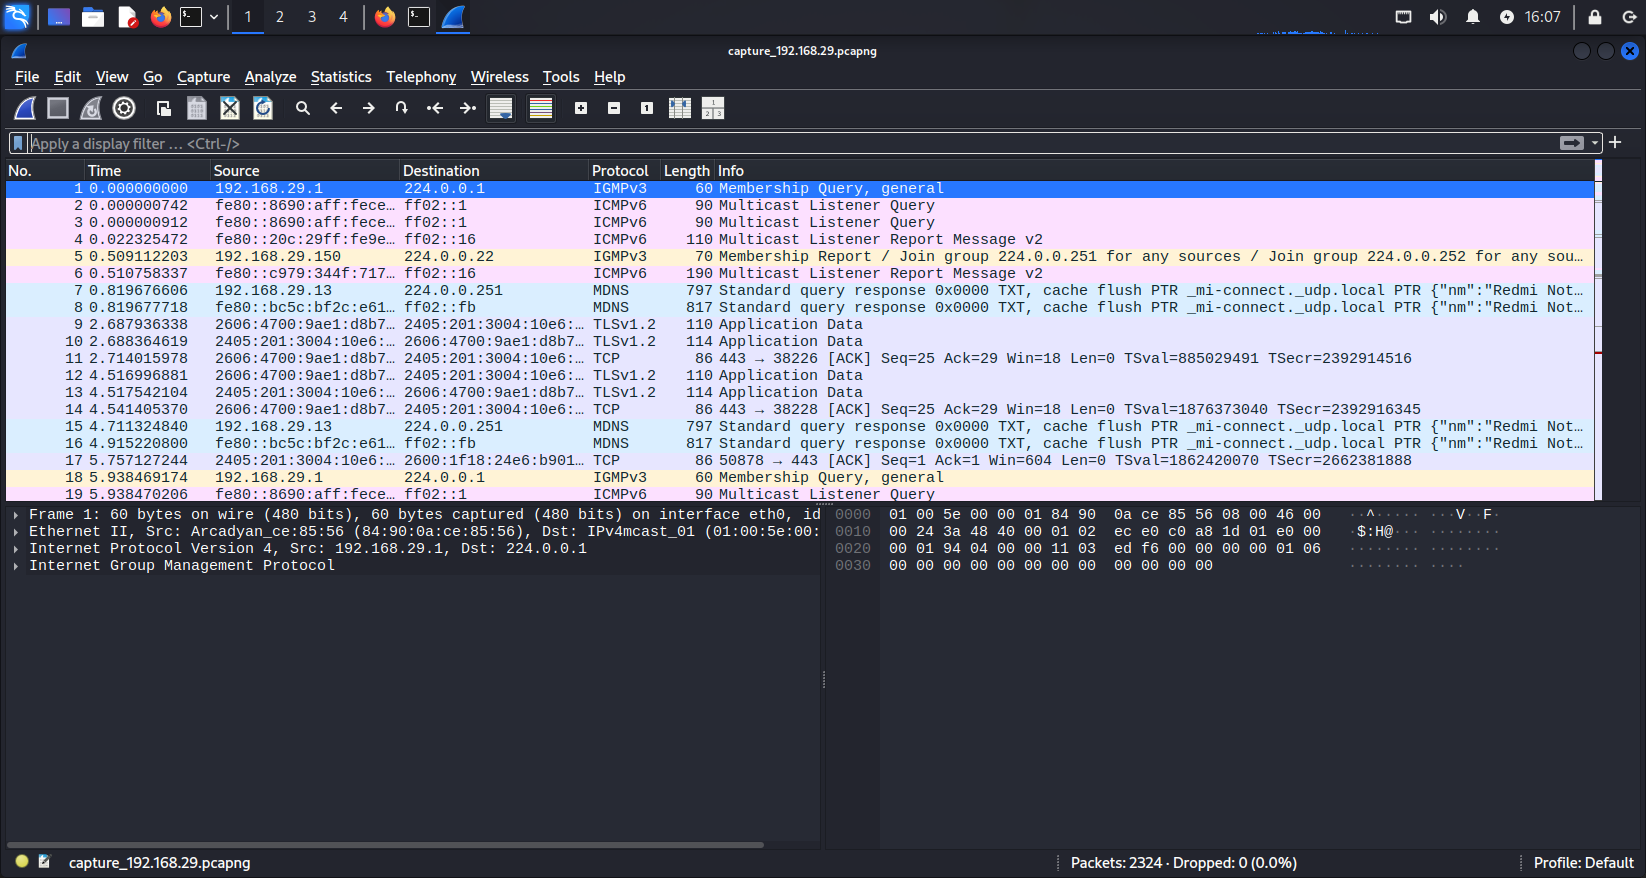 1 2 3 4 16:07
capture_192.168.29.pcapng
File Edit View Go Capture Analyze Statistics Telephony Wireless Tools Help
Apply a display filter … <Ctrl-/>
No. Time Source Destination Protocol Length Info
1 0.000000000 192.168.29.1 224.0.0.1 IGMPv3 60 Membership Query, general
2 0.000000742 fe80::8690:aff:fece… ff02::1 ICMPv6 90 Multicast Listener Query
3 0.000000912 fe80::8690:aff:fece… ff02::1 ICMPv6 90 Multicast Listener Query
4 0.022325472 fe80::20c:29ff:fe9e… ff02::16 ICMPv6 110 Multicast Listener Report Message v2
5 0.509112203 192.168.29.150 224.0.0.22 IGMPv3 70 Membership Report / Join group 224.0.0.251 for any sources / Join group 224.0.0.252 for any sou…
6 0.510758337 fe80::c979:344f:717… ff02::16 ICMPv6 190 Multicast Listener Report Message v2
7 0.819676606 192.168.29.13 224.0.0.251 MDNS 797 Standard query response 0x0000 TXT, cache flush PTR _mi-connect._udp.local PTR {"nm":"Redmi Not…
8 0.819677718 fe80::bc5c:bf2c:e61… ff02::fb MDNS 817 Standard query response 0x0000 TXT, cache flush PTR _mi-connect._udp.local PTR {"nm":"Redmi Not…
9 2.687936338 2606:4700:9ae1:d8b7… 2405:201:3004:10e6:… TLSv1.2 110 Application Data
10 2.688364619 2405:201:3004:10e6:… 2606:4700:9ae1:d8b7… TLSv1.2 114 Application Data
11 2.714015978 2606:4700:9ae1:d8b7… 2405:201:3004:10e6:… TCP 86 443 → 38226 [ACK] Seq=25 Ack=29 Win=18 Len=0 TSval=885029491 TSecr=2392914516
12 4.516996881 2606:4700:9ae1:d8b7… 2405:201:3004:10e6:… TLSv1.2 110 Application Data
13 4.517542104 2405:201:3004:10e6:… 2606:4700:9ae1:d8b7… TLSv1.2 114 Application Data
14 4.541405370 2606:4700:9ae1:d8b7… 2405:201:3004:10e6:… TCP 86 443 → 38228 [ACK] Seq=25 Ack=29 Win=18 Len=0 TSval=1876373040 TSecr=2392916345
15 4.711324840 192.168.29.13 224.0.0.251 MDNS 797 Standard query response 0x0000 TXT, cache flush PTR _mi-connect._udp.local PTR {"nm":"Redmi Not…
16 4.915220800 fe80::bc5c:bf2c:e61… ff02::fb MDNS 817 Standard query response 0x0000 TXT, cache flush PTR _mi-connect._udp.local PTR {"nm":"Redmi Not…
17 5.757127244 2405:201:3004:10e6:… 2600:1f18:24e6:b901… TCP 86 50878 → 443 [ACK] Seq=1 Ack=1 Win=604 Len=0 TSval=1862420070 TSecr=2662381888
18 5.938469174 192.168.29.1 224.0.0.1 IGMPv3 60 Membership Query, general
19 5.938470206 fe80::8690:aff:fece… ff02::1 ICMPv6 90 Multicast Listener Query
Frame 1: 60 bytes on wire (480 bits), 60 bytes captured (480 bits) on interface eth0, id
Ethernet II, Src: Arcadyan_ce:85:56 (84:90:0a:ce:85:56), Dst: IPv4mcast_01 (01:00:5e:00:
Internet Protocol Version 4, Src: 192.168.29.1, Dst: 224.0.0.1
Internet Group Management Protocol
0000 01 00 5e 00 00 01 84 90 0a ce 85 56 08 00 46 00 ··^····· ···V··F·
0010 00 24 3a 48 40 00 01 02 ec e0 c0 a8 1d 01 e0 00 ·$:H@··· ········
0020 00 01 94 04 00 00 11 03 ed f6 00 00 00 00 01 06 ········ ········
0030 00 00 00 00 00 00 00 00 00 00 00 00 ········ ····
capture_192.168.29.pcapng Packets: 2324 · Dropped: 0 (0.0%) Profile: Default